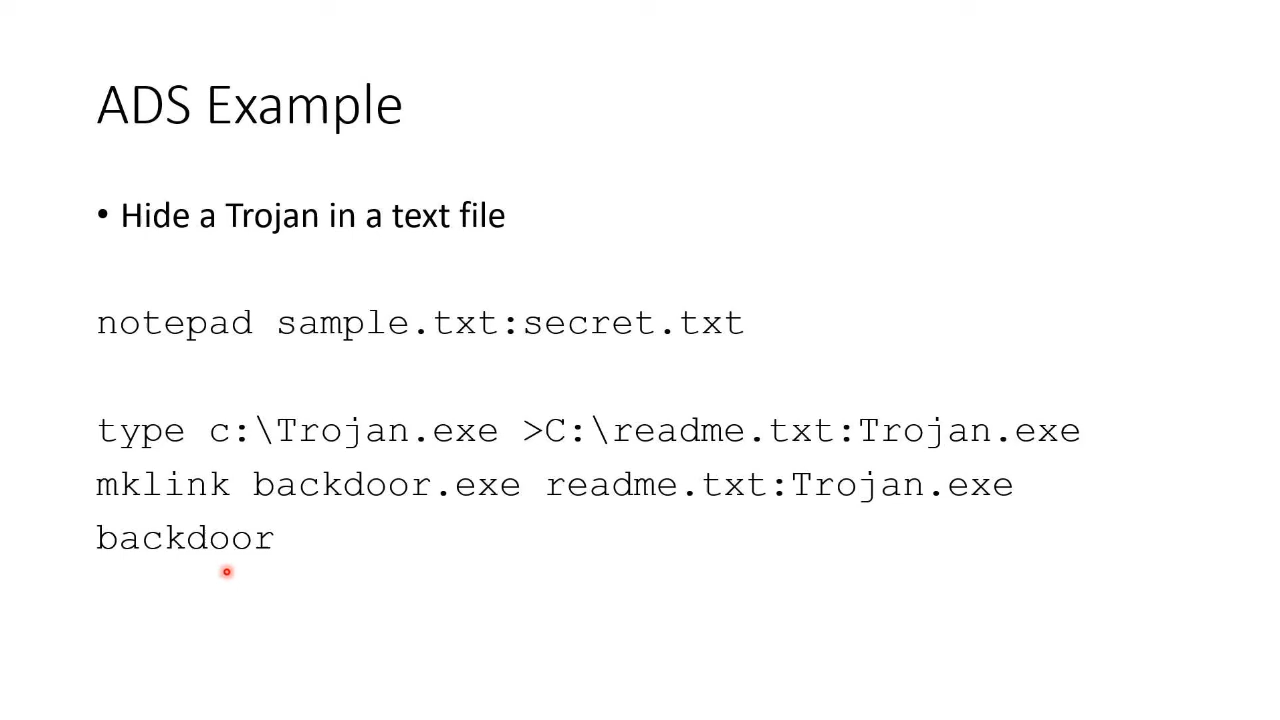 ADS Example
• Hide a Trojan in a text file
notepad sample.txt:secret.txt
type c:\Trojan.exe >C:\readme.txt:Trojan.exe
mklink backdoor.exe readme.txt:Trojan.exe
backdoor